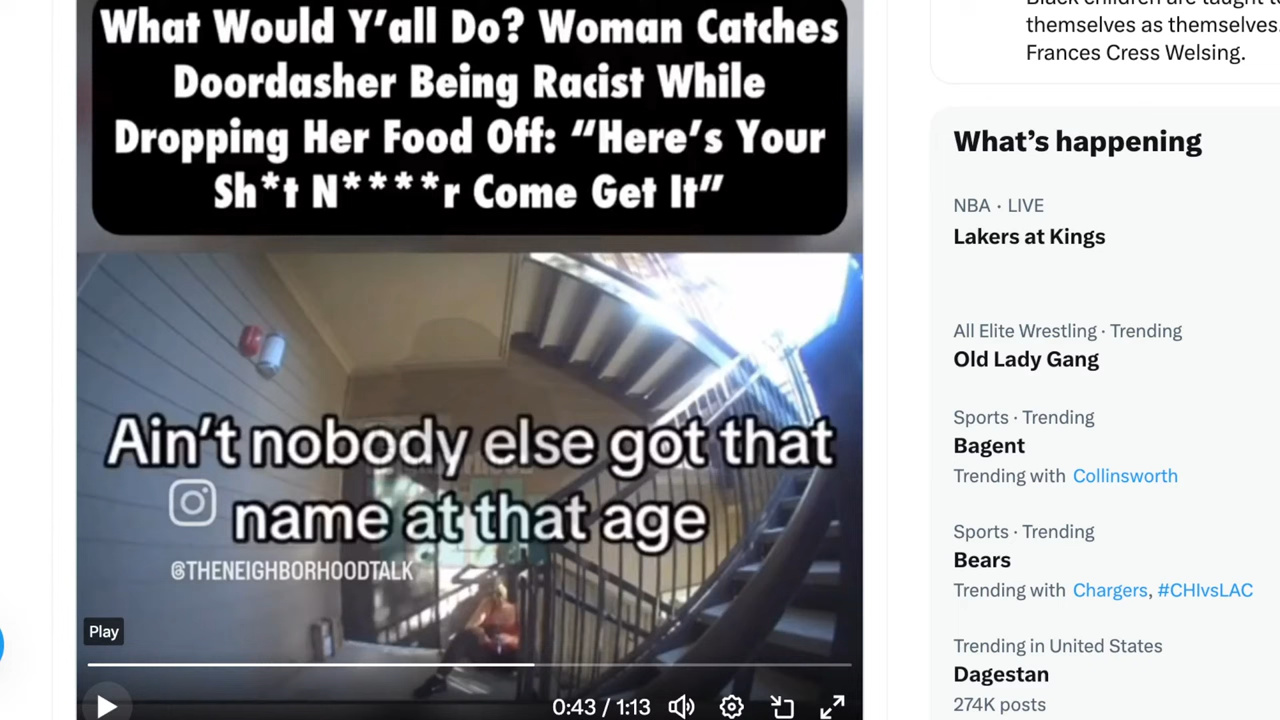 What Would Y'all Do? Woman Catches
Doordasher Being Racist While
Dropping Her Food Off: "Here's Your
Sh*t N****r Come Get It"
Ain't nobody else got that
name at that age
@THENEIGHBORHOODTALK
Play
0:43 / 1:13
themselves as themselves.
Frances Cress Welsing.
What's happening
NBA · LIVE
Lakers at Kings
All Elite Wrestling · Trending
Old Lady Gang
Sports · Trending
Bagent
Trending with Collinsworth
Sports · Trending
Bears
Trending with Chargers, #CHIvsLAC
Trending in United States
Dagestan
274K posts